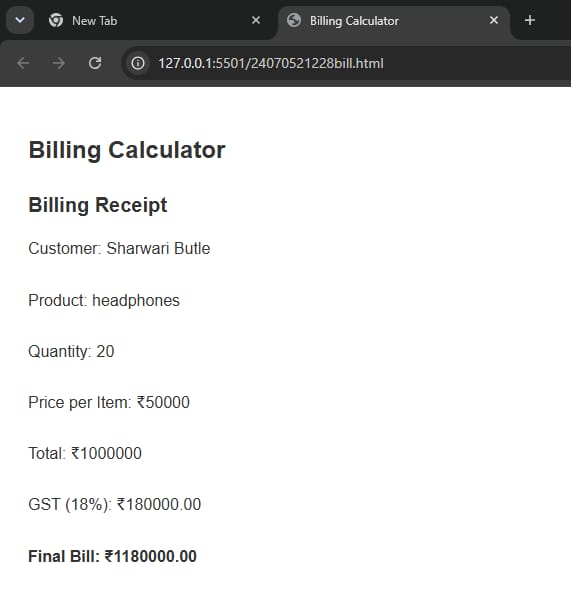 New Tab
Billing Calculator
127.0.0.1:5501/24070521228bill.html
Billing Calculator
Billing Receipt
Customer: Sharwari Butle
Product: headphones
Quantity: 20
Price per Item: ₹50000
Total: ₹1000000
GST (18%): ₹180000.00
Final Bill: ₹1180000.00